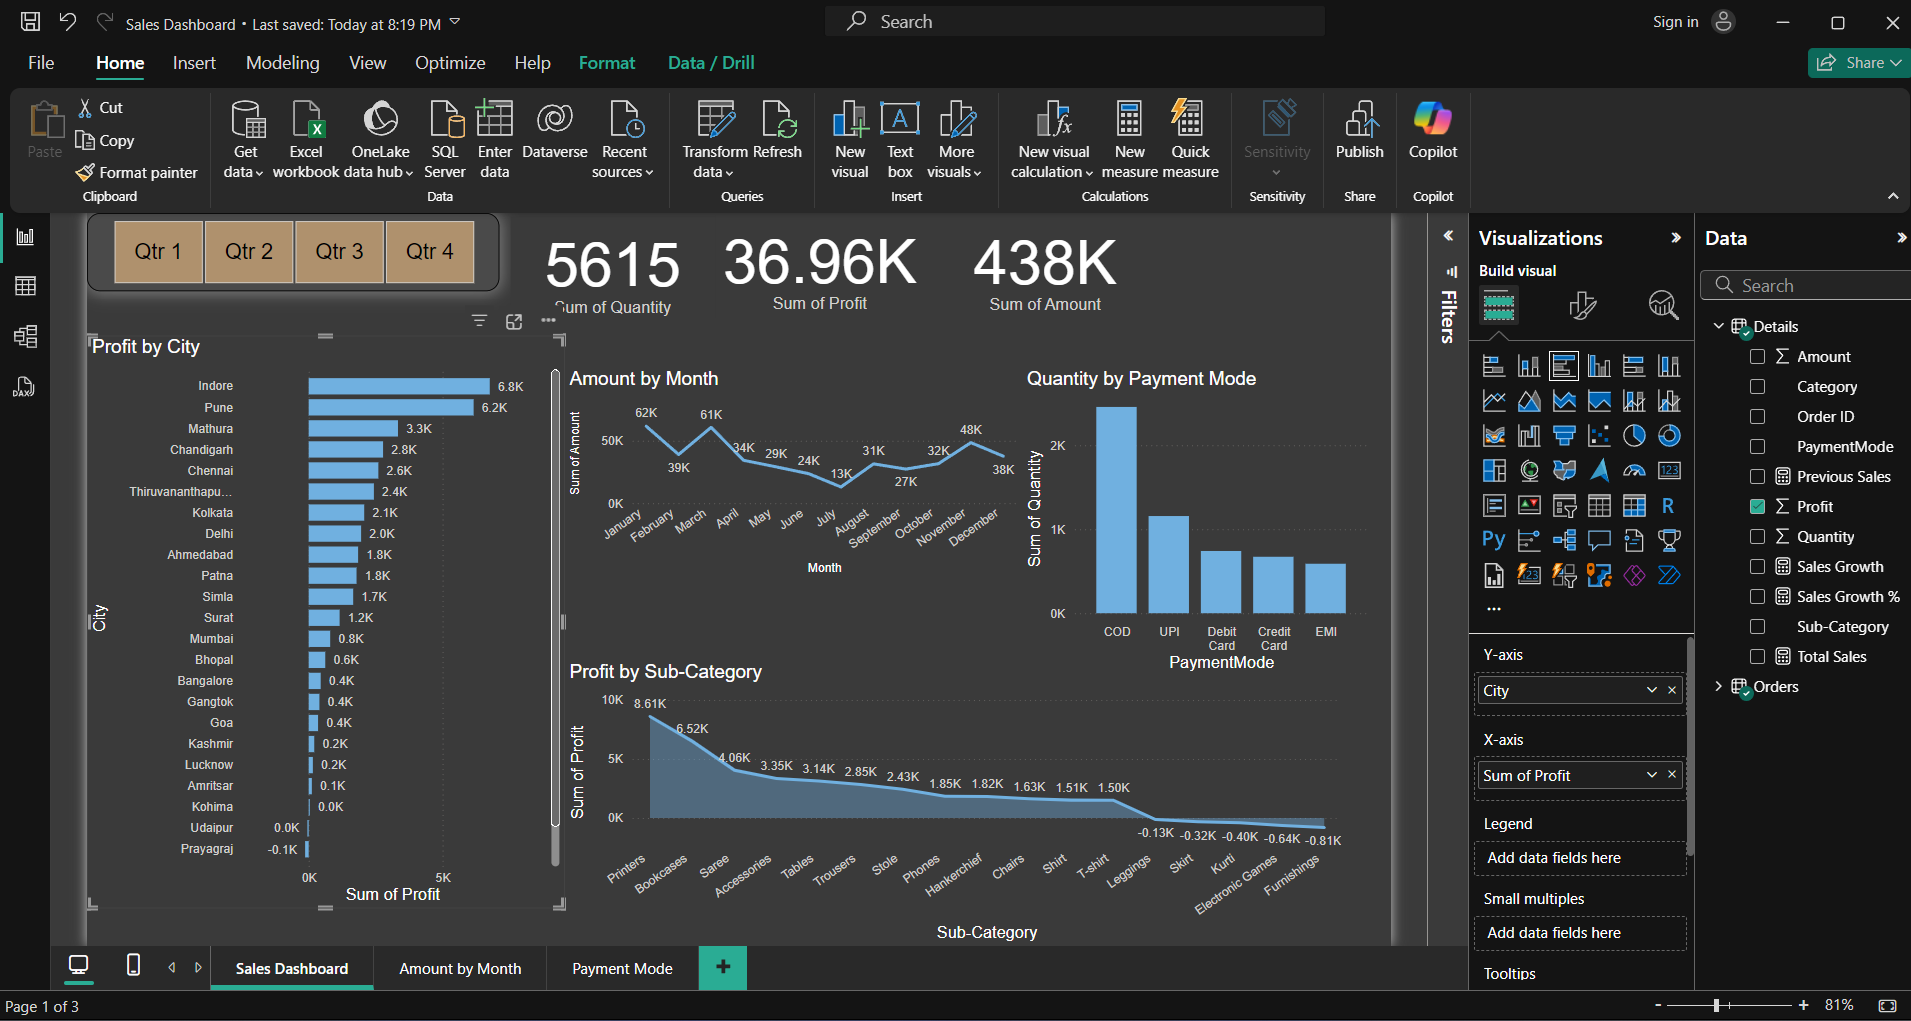 Sales Dashboard • Last saved: Today at 8:19 PM
Search
Sign in
File Home Insert Modeling View Optimize Help Format Data / Drill
Share
Paste
Cut
Copy
Format painter
Clipboard
Get data
Excel workbook
OneLake data hub
SQL Server
Enter data
Dataverse
Recent sources
Data
Transform data
Refresh
Queries
New visual
Text box
More visuals
Insert
New visual calculation
New measure
Quick measure
Calculations
Sensitivity
Sensitivity
Publish
Share
Copilot
Copilot
Qtr 1 Qtr 2 Qtr 3 Qtr 4
5615
Sum of Quantity
36.96K
Sum of Profit
438K
Sum of Amount
Profit by City
City
Indore 6.8K
Pune 6.2K
Mathura 3.3K
Chandigarh 2.8K
Chennai 2.6K
Thiruvananthapu... 2.4K
Kolkata 2.1K
Delhi 2.0K
Ahmedabad 1.8K
Patna 1.8K
Simla 1.7K
Surat 1.2K
Mumbai 0.8K
Bhopal 0.6K
Bangalore 0.4K
Gangtok 0.4K
Goa 0.4K
Kashmir 0.2K
Lucknow 0.2K
Amritsar 0.1K
Kohima 0.0K
Udaipur 0.0K
Prayagraj -0.1K
0K 5K
Sum of Profit
Amount by Month
Sum of Amount
50K
0K
62K 39K 61K 34K 29K 24K 13K 31K 27K 32K 48K 38K
January February March April May June July August September October November December
Month
Quantity by Payment Mode
Sum of Quantity
2K
1K
0K
COD UPI Debit Card Credit Card EMI
PaymentMode
Profit by Sub-Category
Sum of Profit
10K
5K
0K
8.61K 6.52K 4.06K 3.35K 3.14K 2.85K 2.43K 1.85K 1.82K 1.63K 1.51K 1.50K -0.13K -0.32K -0.40K -0.64K -0.81K
Printers Bookcases Saree Accessories Tables Trousers Stole Phones Hankerchief Chairs Shirt T-shirt Leggings Skirt Kurti Electronic Games Furnishings
Sub-Category
Filters
Visualizations
Build visual
123
R
Py
123
Y-axis
City
X-axis
Sum of Profit
Legend
Add data fields here
Small multiples
Add data fields here
Tooltips
Data
Search
Details
Amount
Category
Order ID
PaymentMode
Previous Sales
Profit
Quantity
Sales Growth
Sales Growth %
Sub-Category
Total Sales
Orders
DAX
Sales Dashboard Amount by Month Payment Mode +
Page 1 of 3
- + 81%